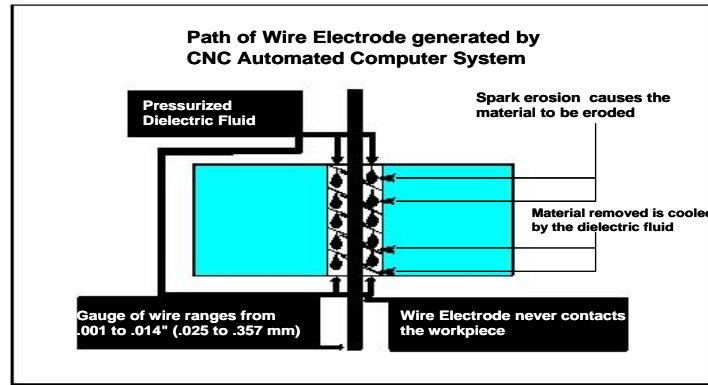 Path of Wire Electrode generated by
CNC Automated Computer System
Pressurized
Dielectric Fluid
Spark erosion causes the
material to be eroded
Material removed is cooled
by the dielectric fluid
Gauge of wire ranges from
.001 to .014" (.025 to .357 mm)
Wire Electrode never contacts
the workpiece